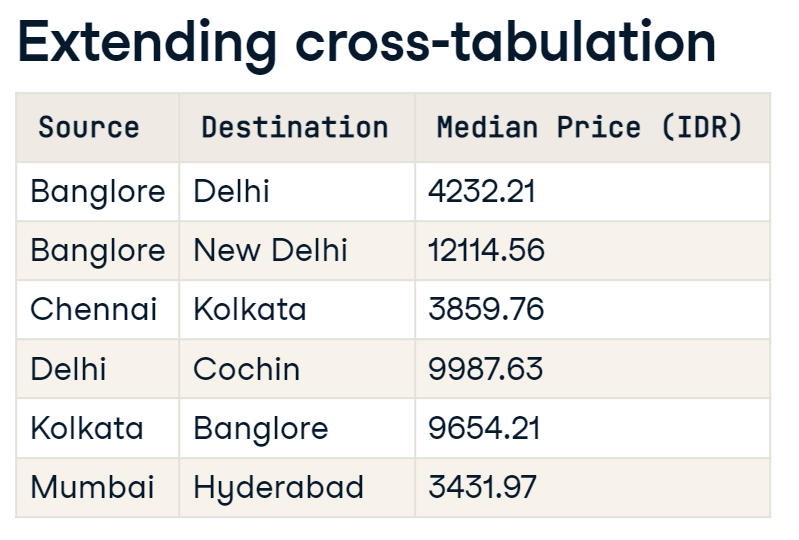 Extending cross-tabulation
Source Destination Median Price (IDR)
Banglore Delhi 4232.21
Banglore New Delhi 12114.56
Chennai Kolkata 3859.76
Delhi Cochin 9987.63
Kolkata Banglore 9654.21
Mumbai Hyderabad 3431.97